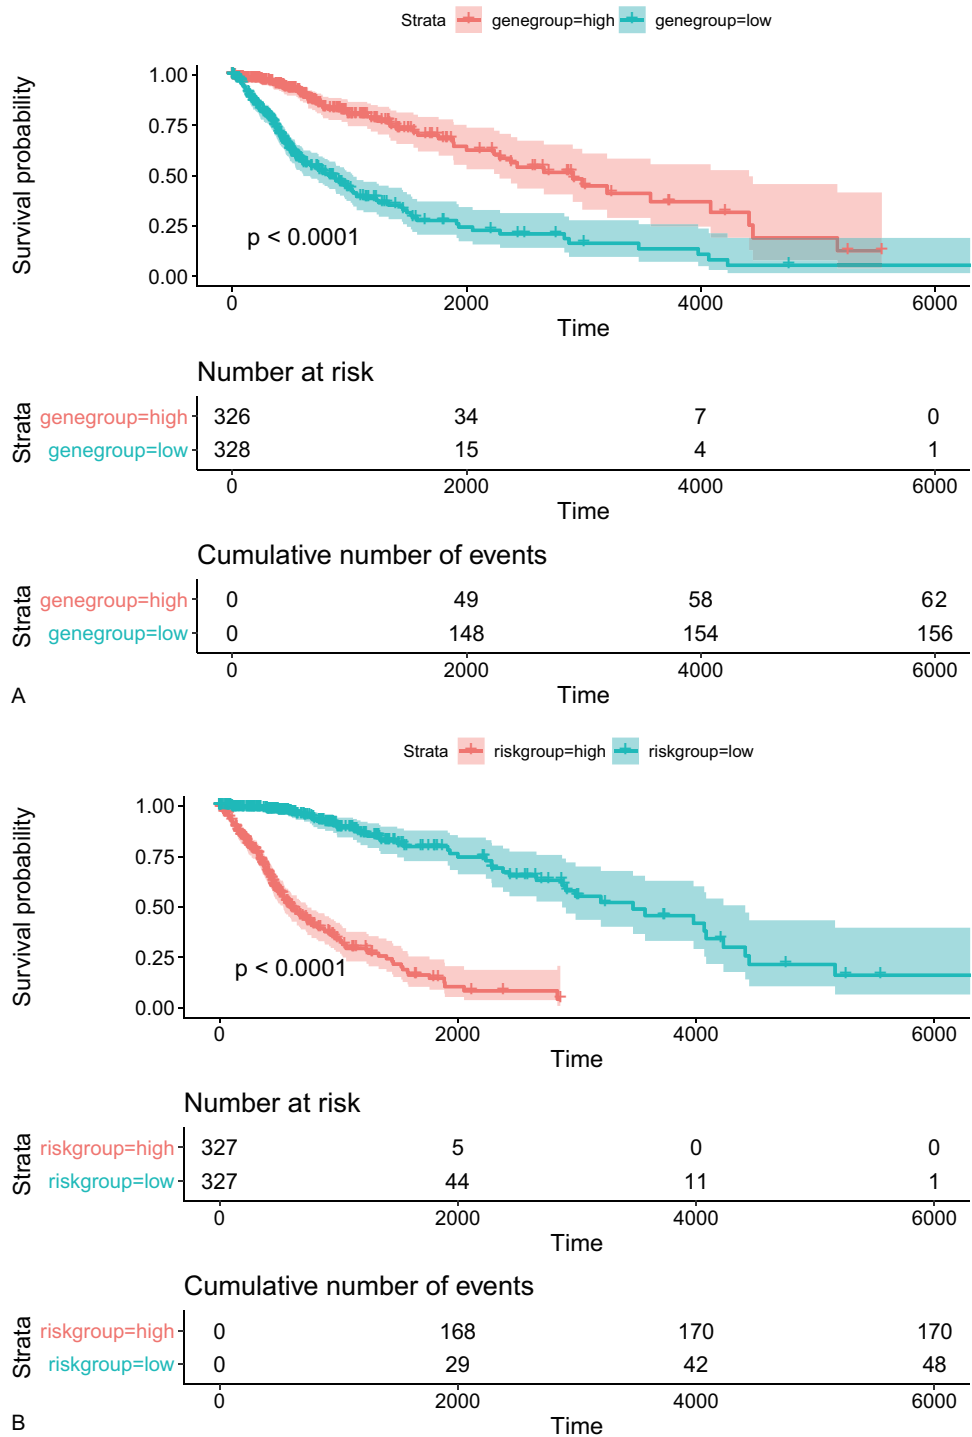 Strata genegroup=high genegroup=low
1.00
0.75
0.50
0.25
0.00
Survival probability
p < 0.0001
0 2000 4000 6000
Time
Number at risk
Strata
genegroup=high 326 34 7 0
genegroup=low 328 15 4 1
0 2000 4000 6000
Time
Cumulative number of events
Strata
genegroup=high 0 49 58 62
genegroup=low 0 148 154 156
0 2000 4000 6000
Time
A
Strata riskgroup=high riskgroup=low
1.00
0.75
0.50
0.25
0.00
Survival probability
p < 0.0001
0 2000 4000 6000
Time
Number at risk
Strata
riskgroup=high 327 5 0 0
riskgroup=low 327 44 11 1
0 2000 4000 6000
Time
Cumulative number of events
Strata
riskgroup=high 0 168 170 170
riskgroup=low 0 29 42 48
0 2000 4000 6000
Time
B